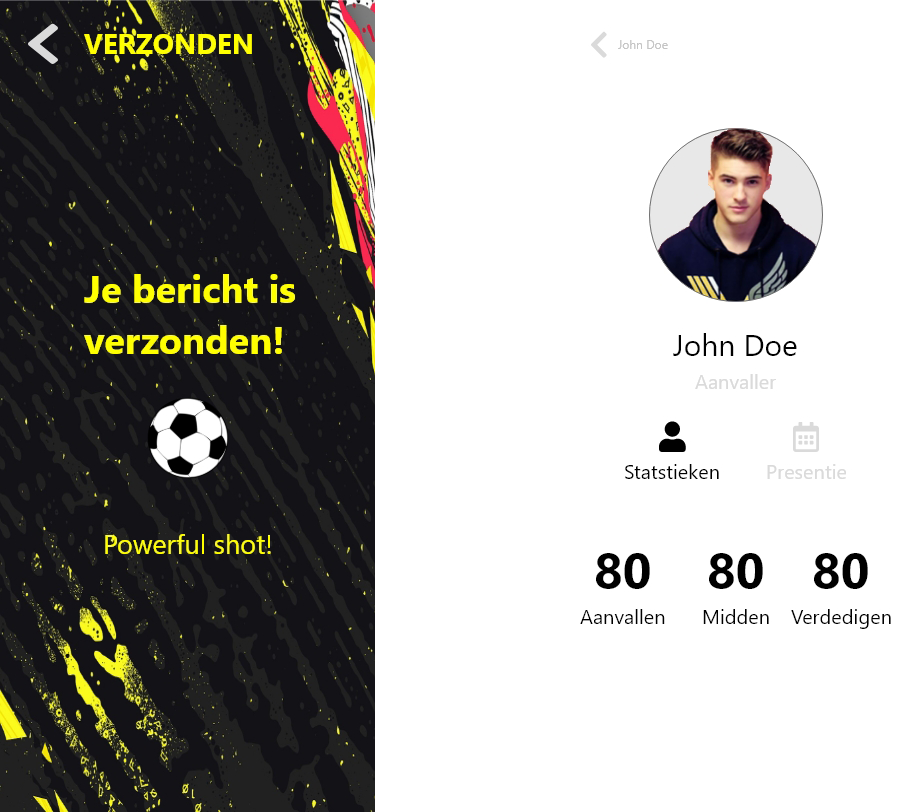 VERZONDEN
Je bericht is
verzonden!
Powerful shot!
John Doe
John Doe
Aanvaller
Statstieken Presentie
80 80 80
Aanvallen Midden Verdedigen